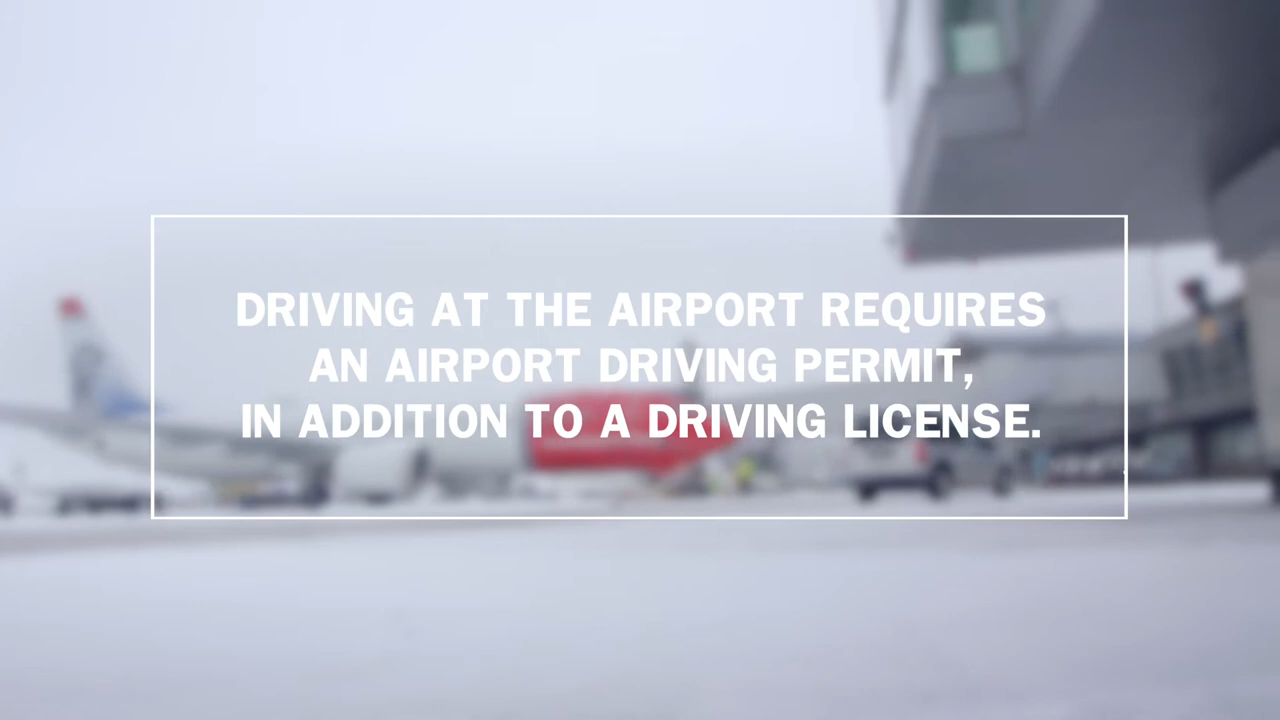 DRIVING AT THE AIRPORT REQUIRES
AN AIRPORT DRIVING PERMIT,
IN ADDITION TO A DRIVING LICENSE.